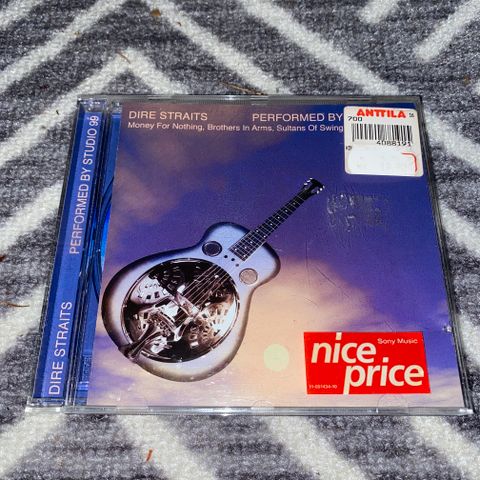 DIRE STRAITS PERFORMED BY
Money For Nothing, Brothers In Arms, Sultans Of Swing
ANTTILA
700
4088191
DIRE STRAITS PERFORMED BY STUDIO 99
Sony Music
nice
price